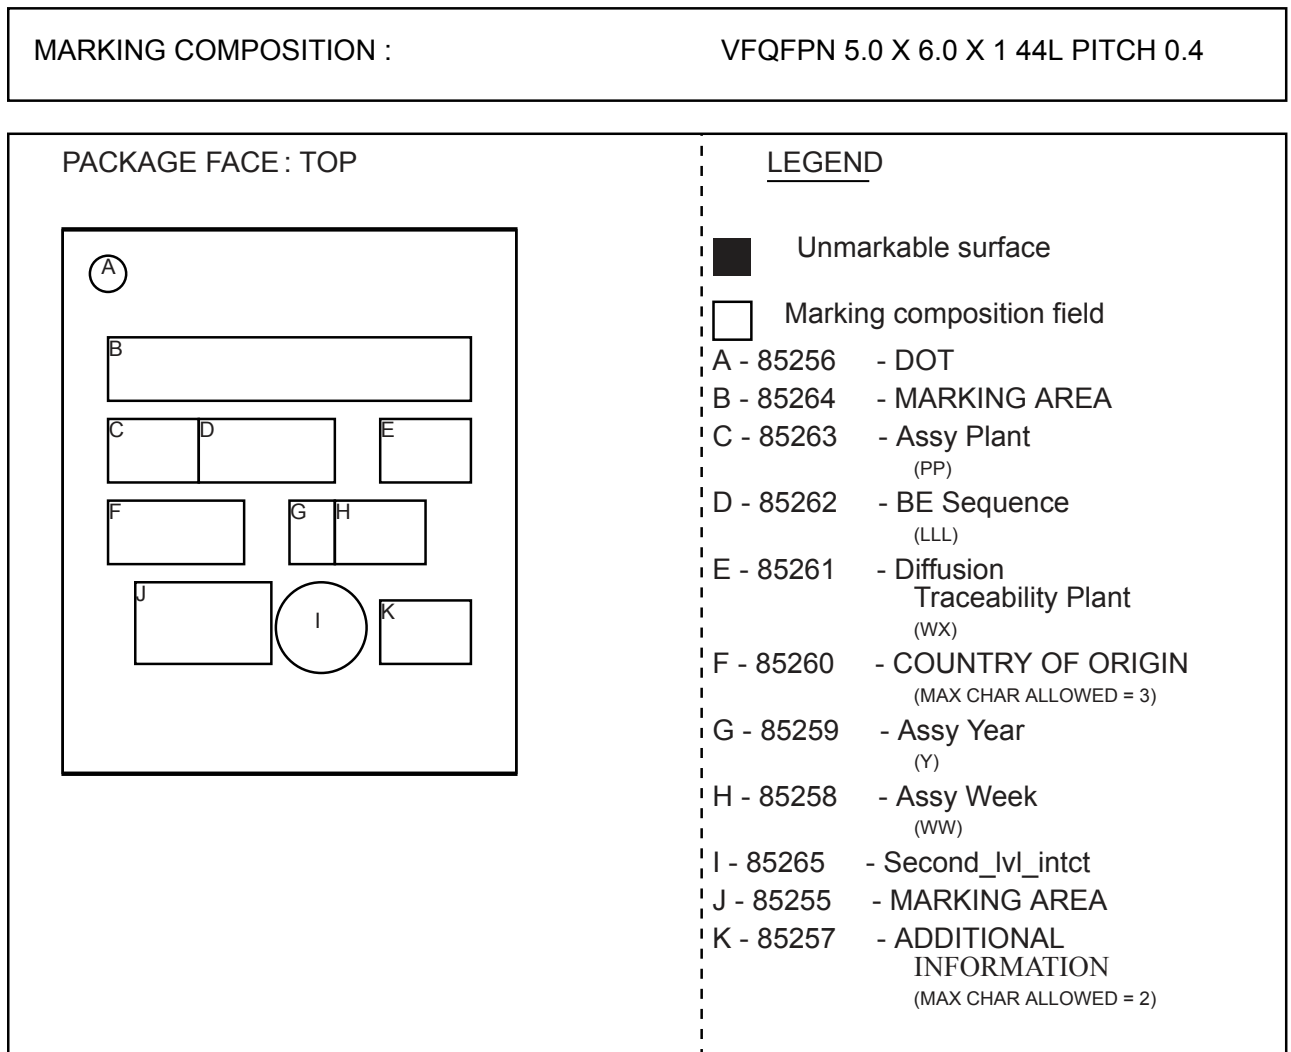 MARKING COMPOSITION : VFQFPN 5.0 X 6.0 X 1 44L PITCH 0.4
PACKAGE FACE : TOP
A
B
C D E
F G H
J I K
LEGEND
Unmarkable surface
Marking composition field
A - 85256 - DOT
B - 85264 - MARKING AREA
C - 85263 - Assy Plant
(PP)
D - 85262 - BE Sequence
(LLL)
E - 85261 - Diffusion
Traceability Plant
(WX)
F - 85260 - COUNTRY OF ORIGIN
(MAX CHAR ALLOWED = 3)
G - 85259 - Assy Year
(Y)
H - 85258 - Assy Week
(WW)
I - 85265 - Second_lvl_intct
J - 85255 - MARKING AREA
K - 85257 - ADDITIONAL
INFORMATION
(MAX CHAR ALLOWED = 2)